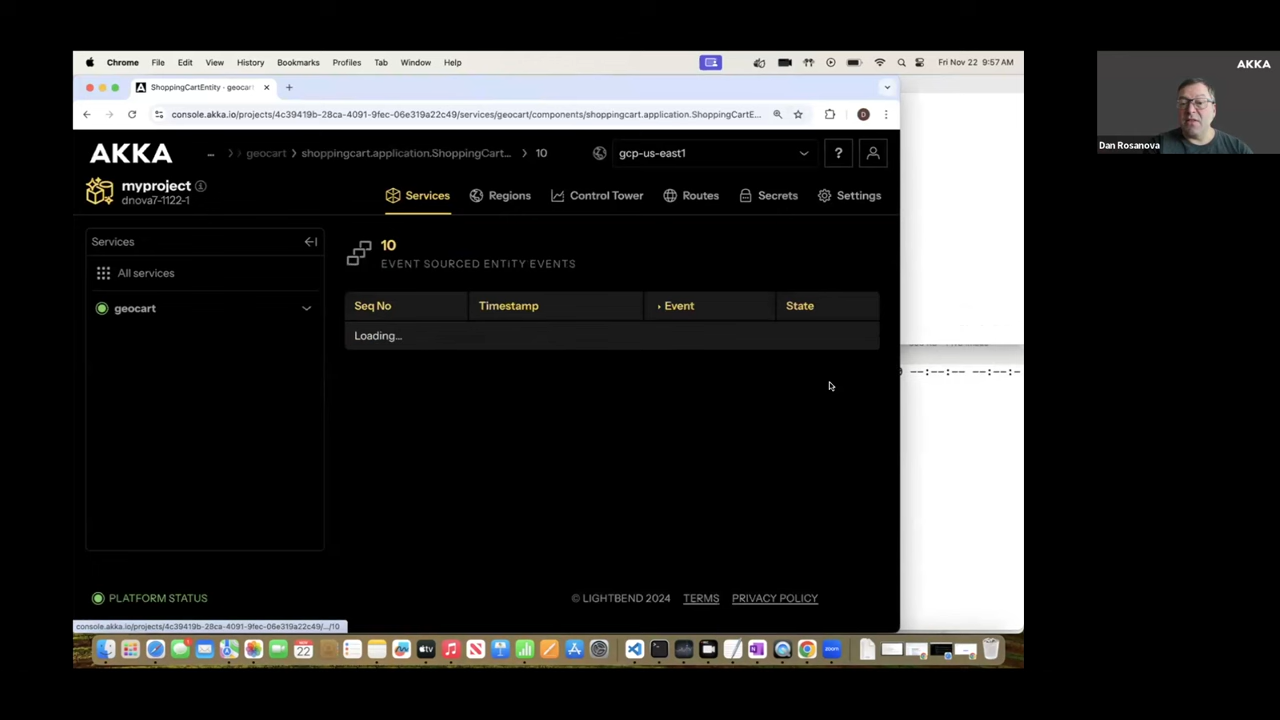 Chrome File Edit View History Bookmarks Profiles Tab Window Help Fri Nov 22 9:57 AM
AKKA
Dan Rosanova
ShoppingCartEntity · geocart
console.akka.io/projects/4c39419b-28ca-4091-9fec-06e319a22c49/services/geocart/components/shoppingcart.application.ShoppingCartE...
D
AKKA ... geocart shoppingcart.application.ShoppingCart... 10 gcp-us-east1 ?
myproject
dnova7-1122-1
Services Regions Control Tower Routes Secrets Settings
Services
All services
geocart
10
EVENT SOURCED ENTITY EVENTS
Seq No Timestamp Event State
Loading...
--:--:-- --:--:-
PLATFORM STATUS
© LIGHTBEND 2024 TERMS PRIVACY POLICY
console.akka.io/projects/4c39419b-28ca-4091-9fec-06e319a22c49/.../10
NOV
22
tv
zoom